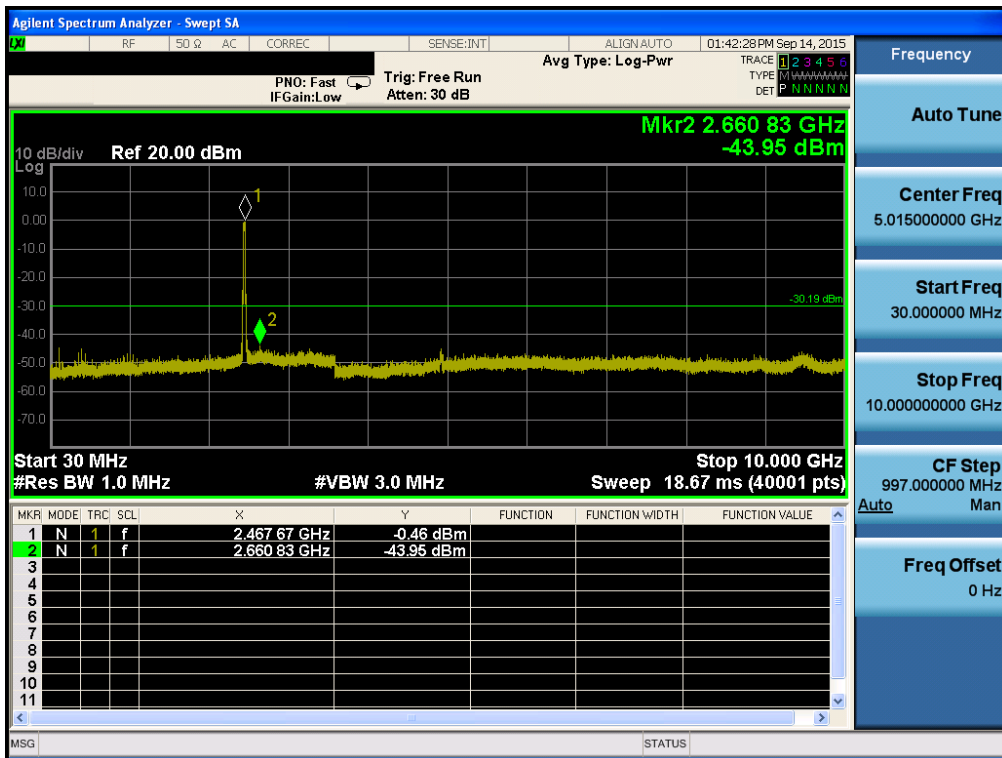 Agilent Spectrum Analyzer - Swept SA
LXI RF 50 Ω AC CORREC SENSE:INT ALIGN AUTO 01:42:28 PM Sep 14, 2015
Avg Type: Log-Pwr
TRACE 1 2 3 4 5 6
TYPE M
DET P N N N N N
PNO: Fast
IFGain:Low
Trig: Free Run
Atten: 30 dB
Mkr2 2.660 83 GHz
-43.95 dBm
10 dB/div Ref 20.00 dBm
Log
10.0
0.00
-10.0
-20.0
-30.0
-40.0
-50.0
-60.0
-70.0
1
2
-30.19 dBm
Start 30 MHz Stop 10.000 GHz
#Res BW 1.0 MHz #VBW 3.0 MHz Sweep 18.67 ms (40001 pts)
MKR MODE TRC SCL X Y FUNCTION FUNCTION WIDTH FUNCTION VALUE
1 N 1 f 2.467 67 GHz -0.46 dBm
2 N 1 f 2.660 83 GHz -43.95 dBm
3
4
5
6
7
8
9
10
11
MSG STATUS
Frequency
Auto Tune
Center Freq
5.015000000 GHz
Start Freq
30.000000 MHz
Stop Freq
10.000000000 GHz
CF Step
997.000000 MHz
Auto Man
Freq Offset
0 Hz